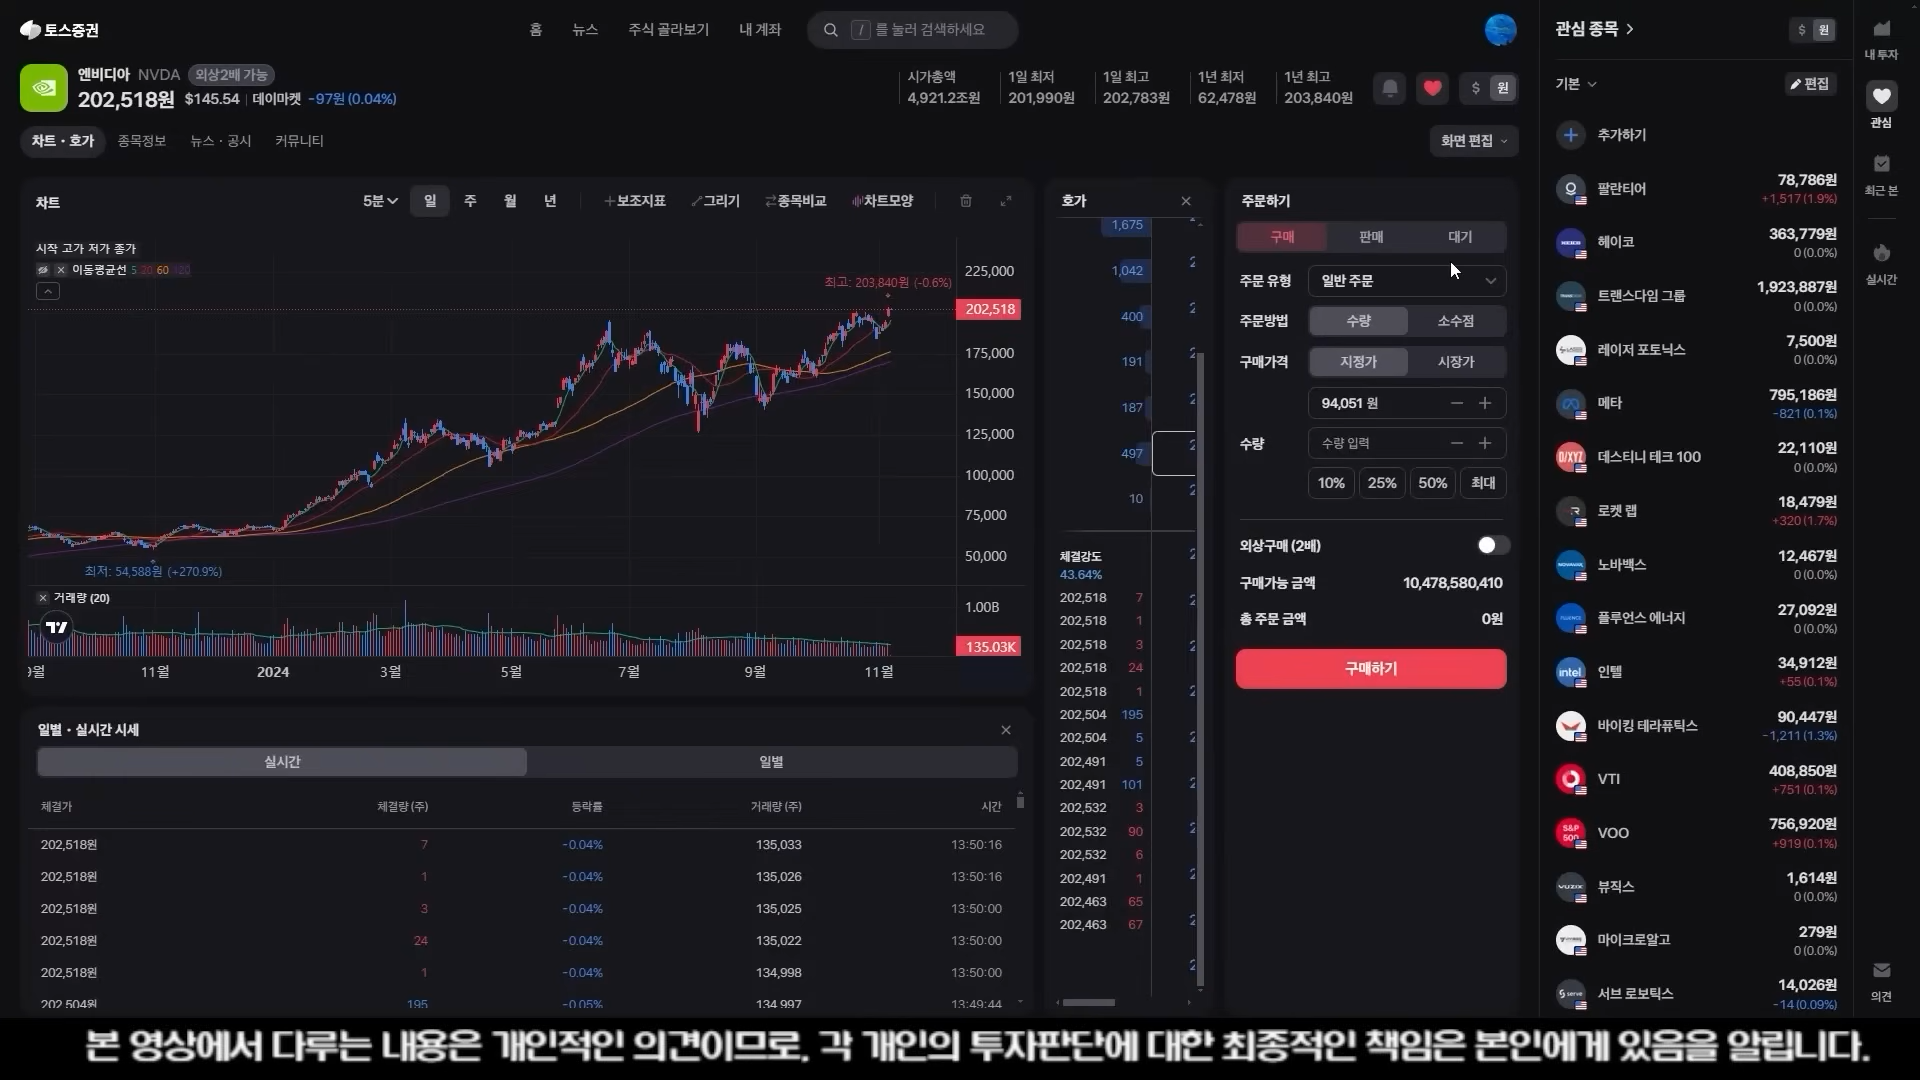 토스증권
홈 뉴스 주식 골라보기 내 계좌 / 를 눌러 검색하세요
엔비디아 NVDA 외상2배 가능
202,518원 $145.54 데이마켓 -97원 (0.04%)
시가총액 1일 최저 1일 최고 1년 최저 1년 최고
4,921.2조원 201,990원 202,783원 62,478원 203,840원 $ 원
차트 · 호가 종목정보 뉴스 · 공시 커뮤니티 화면 편집
차트 5분 일 주 월 년 보조지표 그리기 종목비교 차트모양
시작 고가 저가 종가
이동평균선 5 20 60 120
최고: 203,840원 (-0.6%)
225,000
202,518
175,000
150,000
125,000
100,000
75,000
50,000
최저: 54,588원 (+270.9%)
거래량 (20)
1.00B
135.03K
9월 11월 2024 3월 5월 7월 9월 11월
일별 · 실시간 시세
실시간 일별
체결가 체결량 (주) 등락률 거래량 (주) 시간
202,518원 7 -0.04% 135,033 13:50:16
202,518원 1 -0.04% 135,026 13:50:16
202,518원 3 -0.04% 135,025 13:50:00
202,518원 24 -0.04% 135,022 13:50:00
202,518원 1 -0.04% 134,998 13:50:00
202,504원 195 -0.05% 134,997 13:49:44
호가
1,675
1,042
400
191
187
497
10
체결강도
43.64%
202,518 7
202,518 1
202,518 3
202,518 24
202,518 1
202,504 195
202,504 5
202,491 5
202,491 101
202,532 3
202,532 90
202,532 6
202,491 1
202,463 65
202,463 67
주문하기
구매 판매 대기
주문 유형 일반 주문
주문방법 수량 소수점
구매가격 지정가 시장가
94,051 원
수량 수량 입력
10% 25% 50% 최대
외상구매 (2배)
구매가능 금액 10,478,580,410
총 주문 금액 0원
구매하기
관심 종목 $ 원
기본 편집
추가하기
팔란티어 78,786원
+1,517 (1.9%)
헤이코 363,779원
0 (0.0%)
트랜스다임 그룹 1,923,887원
0 (0.0%)
레이저 포토닉스 7,500원
0 (0.0%)
메타 795,186원
-821 (0.1%)
D/XYZ 데스티니 테크 100 22,110원
0 (0.0%)
로켓 랩 18,479원
+320 (1.7%)
노바백스 12,467원
0 (0.0%)
플루언스 에너지 27,092원
0 (0.0%)
intel 인텔 34,912원
+55 (0.1%)
바이킹 테라퓨틱스 90,447원
-1,211 (1.3%)
VTI 408,850원
+751 (0.1%)
S&P 500 VOO 756,920원
+919 (0.1%)
VUZIX 뷰직스 1,614원
0 (0.0%)
마이크로알고 279원
0 (0.0%)
serve 서브 로보틱스 14,026원
-14 (0.09%)
내 투자
관심
최근 본
실시간
의견
본 영상에서 다루는 내용은 개인적인 의견이므로, 각 개인의 투자판단에 대한 최종적인 책임은 본인에게 있음을 알립니다.